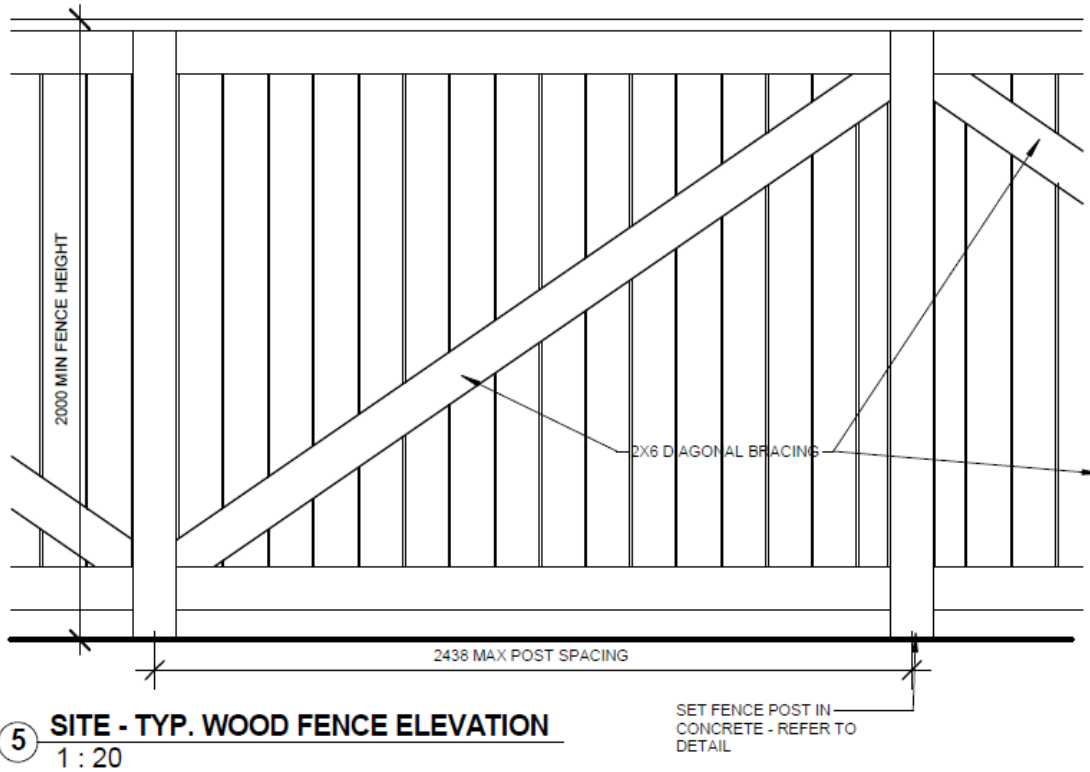 2000 MIN FENCE HEIGHT
2X6 DIAGONAL BRACING
2438 MAX POST SPACING
SET FENCE POST IN
CONCRETE - REFER TO
DETAIL
5
SITE - TYP. WOOD FENCE ELEVATION
1 : 20